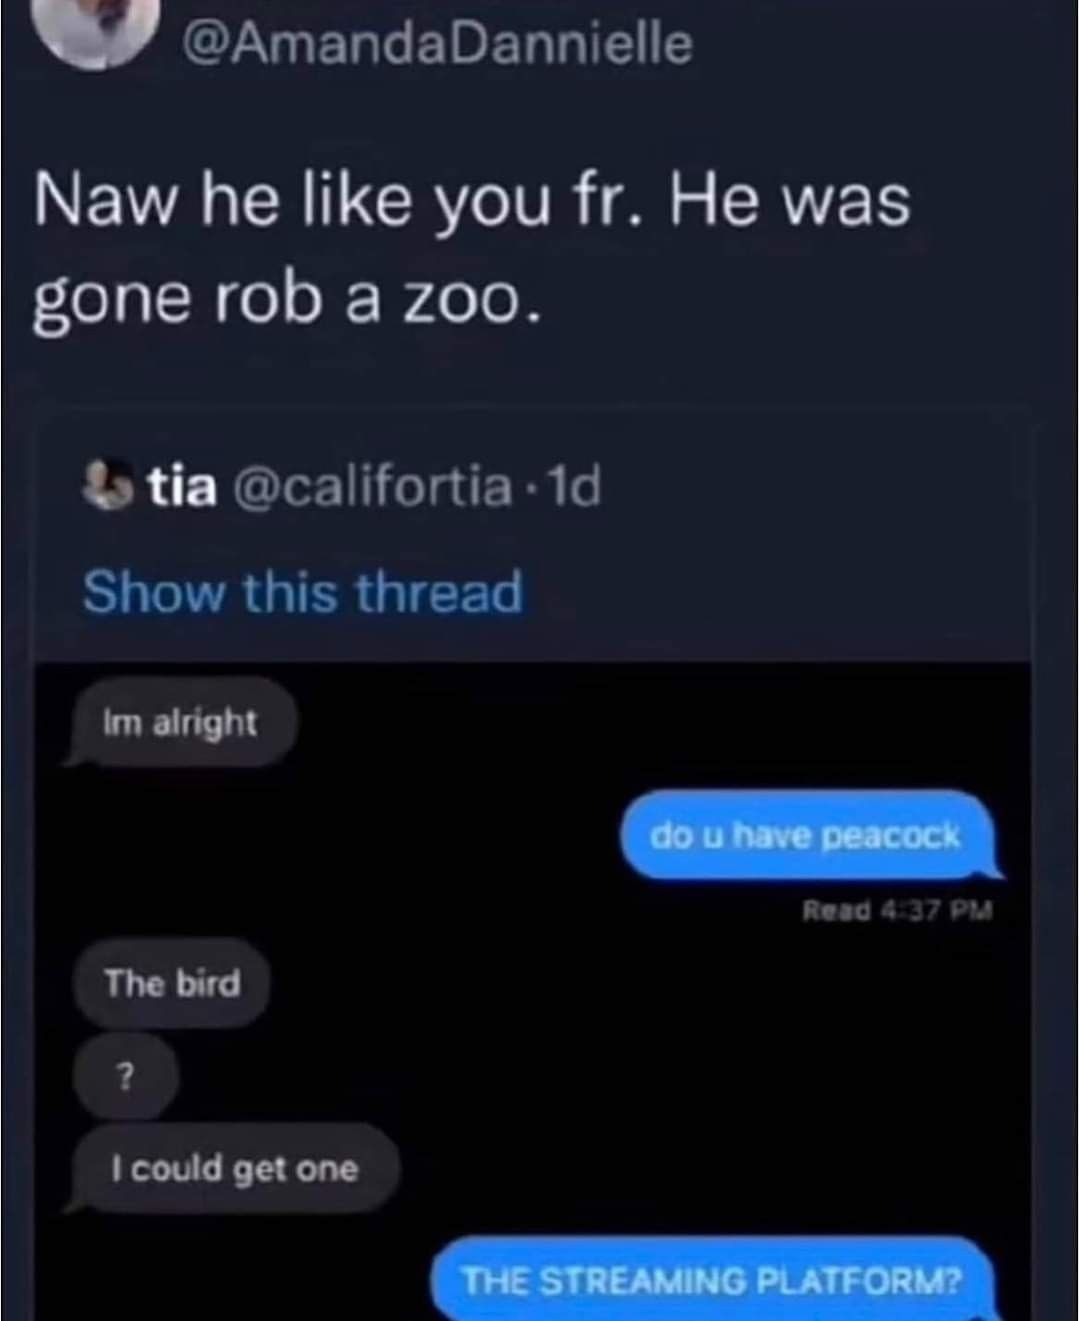 @AmandaDannielle
Naw he like you fr. He was
gone rob a zoo.
tia @califortia · 1d
Show this thread
Im alright
do u have peacock
Read 4:37 PM
The bird
?
I could get one
THE STREAMING PLATFORM?